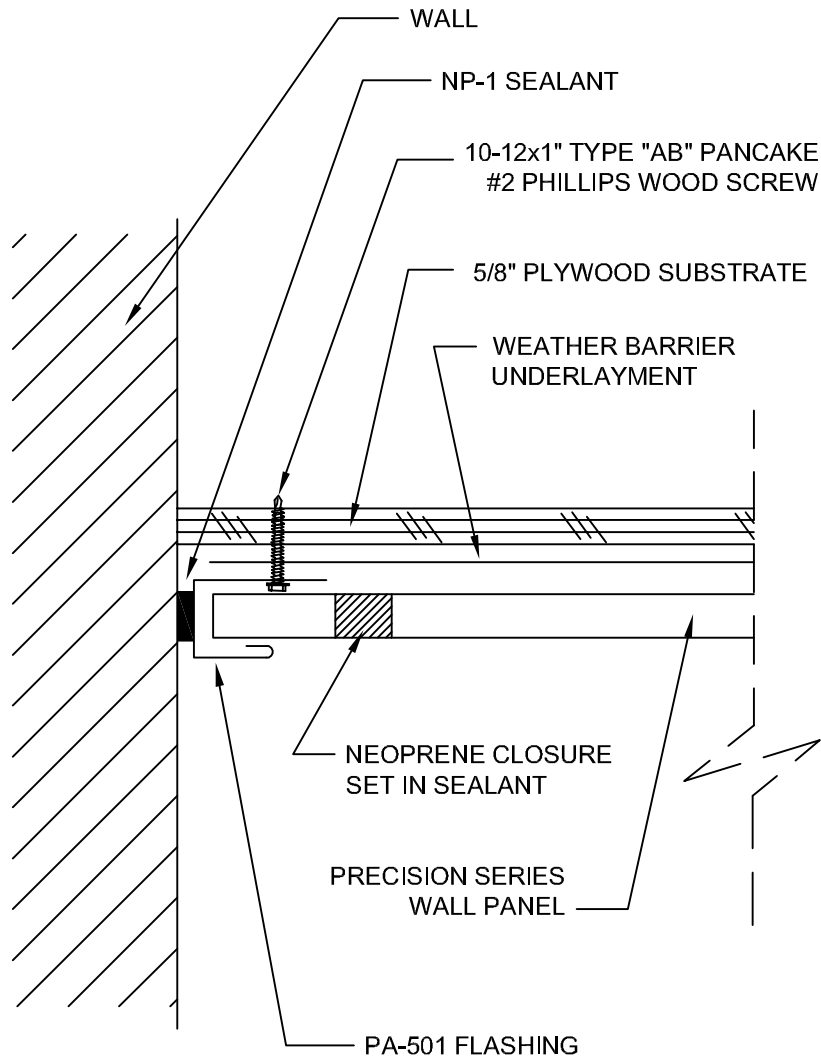 WALL
NP-1 SEALANT
10-12x1" TYPE "AB" PANCAKE
#2 PHILLIPS WOOD SCREW
5/8" PLYWOOD SUBSTRATE
WEATHER BARRIER
UNDERLAYMENT
NEOPRENE CLOSURE
SET IN SEALANT
PRECISION SERIES
WALL PANEL
PA-501 FLASHING